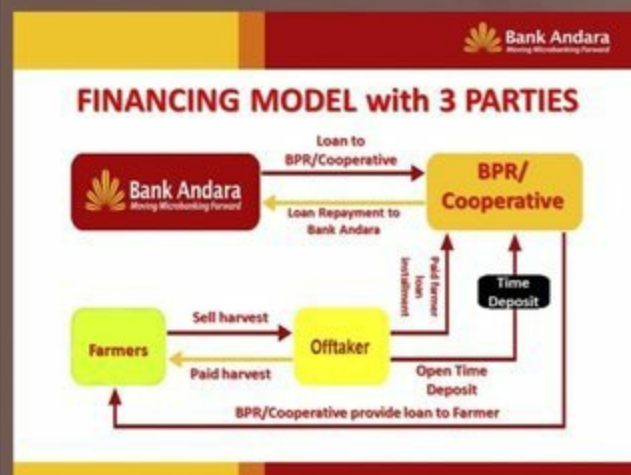 Bank Andara
Moving Microbanking Forward
FINANCING MODEL with 3 PARTIES
Loan to
BPR/Cooperative
Bank Andara
Moving Microbanking Forward
BPR/
Cooperative
Loan Repayment to
Bank Andara
Paid farmer
loan
installment
Time
Deposit
Sell harvest
Farmers
Offtaker
Paid harvest
Open Time
Deposit
BPR/Cooperative provide loan to Farmer